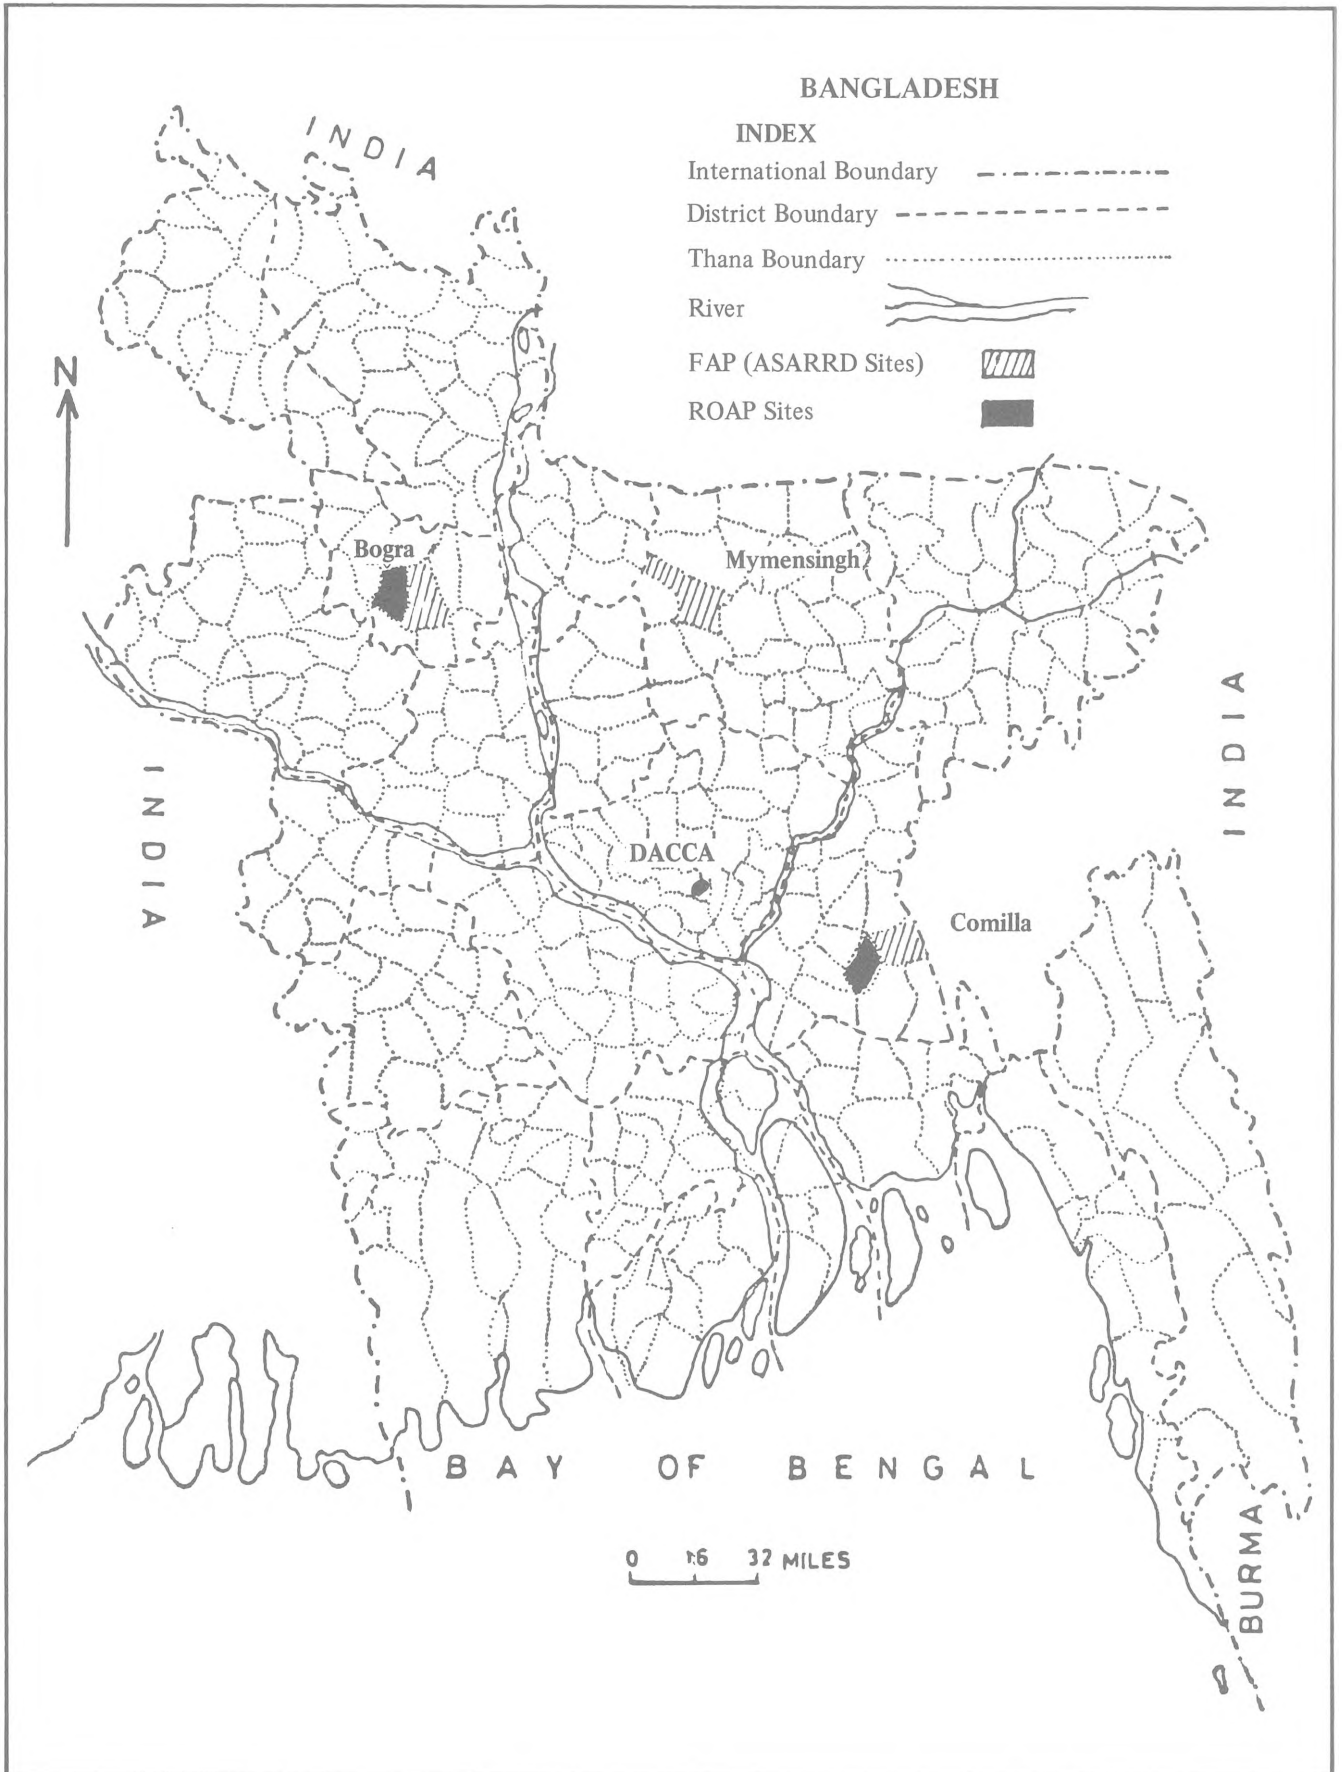 BANGLADESH
INDEX
International Boundary
District Boundary
Thana Boundary
River
FAP (ASARRD Sites)
ROAP Sites
INDIA
N
Bogra
Mymensingh
INDIA
INDIA
DACCA
Comilla
BAY OF BENGAL
0 16 32 MILES
BURMA